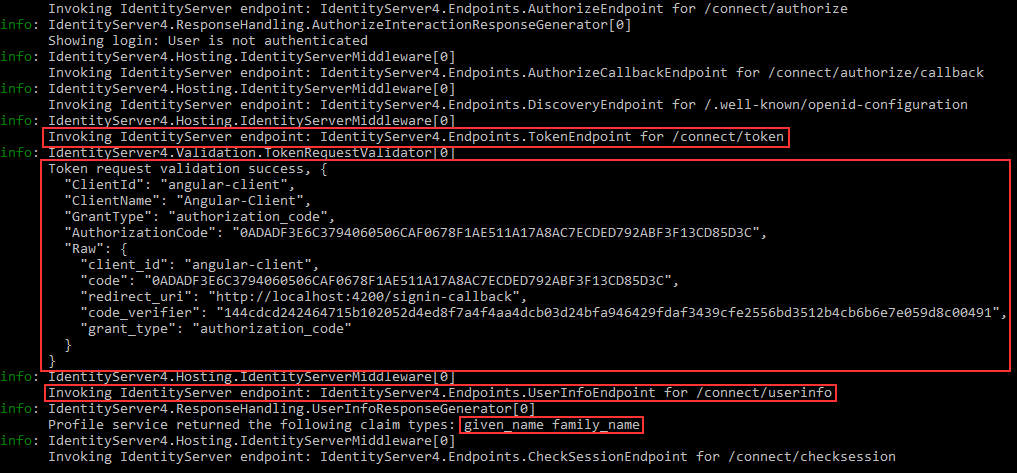 Invoking IdentityServer endpoint: IdentityServer4.Endpoints.AuthorizeEndpoint for /connect/authorize
info: IdentityServer4.ResponseHandling.AuthorizeInteractionResponseGenerator[0]
Showing login: User is not authenticated
info: IdentityServer4.Hosting.IdentityServerMiddleware[0]
Invoking IdentityServer endpoint: IdentityServer4.Endpoints.AuthorizeCallbackEndpoint for /connect/authorize/callback
info: IdentityServer4.Hosting.IdentityServerMiddleware[0]
Invoking IdentityServer endpoint: IdentityServer4.Endpoints.DiscoveryEndpoint for /.well-known/openid-configuration
info: IdentityServer4.Hosting.IdentityServerMiddleware[0]
Invoking IdentityServer endpoint: IdentityServer4.Endpoints.TokenEndpoint for /connect/token
info: IdentityServer4.Validation.TokenRequestValidator[0]
Token request validation success, {
"ClientId": "angular-client",
"ClientName": "Angular-Client",
"GrantType": "authorization_code",
"AuthorizationCode": "0ADADF3E6C3794060506CAF0678F1AE511A17A8AC7ECDED792ABF3F13CD85D3C",
"Raw": {
"client_id": "angular-client",
"code": "0ADADF3E6C3794060506CAF0678F1AE511A17A8AC7ECDED792ABF3F13CD85D3C",
"redirect_uri": "http://localhost:4200/signin-callback",
"code_verifier": "144cdcd242464715b102052d4ed8f7a4f4aa4dcb03d24bfa946429fdaf3439cfe2556bd3512b4cb6b6e7e059d8c00491",
"grant_type": "authorization_code"
}
}
info: IdentityServer4.Hosting.IdentityServerMiddleware[0]
Invoking IdentityServer endpoint: IdentityServer4.Endpoints.UserInfoEndpoint for /connect/userinfo
info: IdentityServer4.ResponseHandling.UserInfoResponseGenerator[0]
Profile service returned the following claim types: given_name family_name
info: IdentityServer4.Hosting.IdentityServerMiddleware[0]
Invoking IdentityServer endpoint: IdentityServer4.Endpoints.CheckSessionEndpoint for /connect/checksession